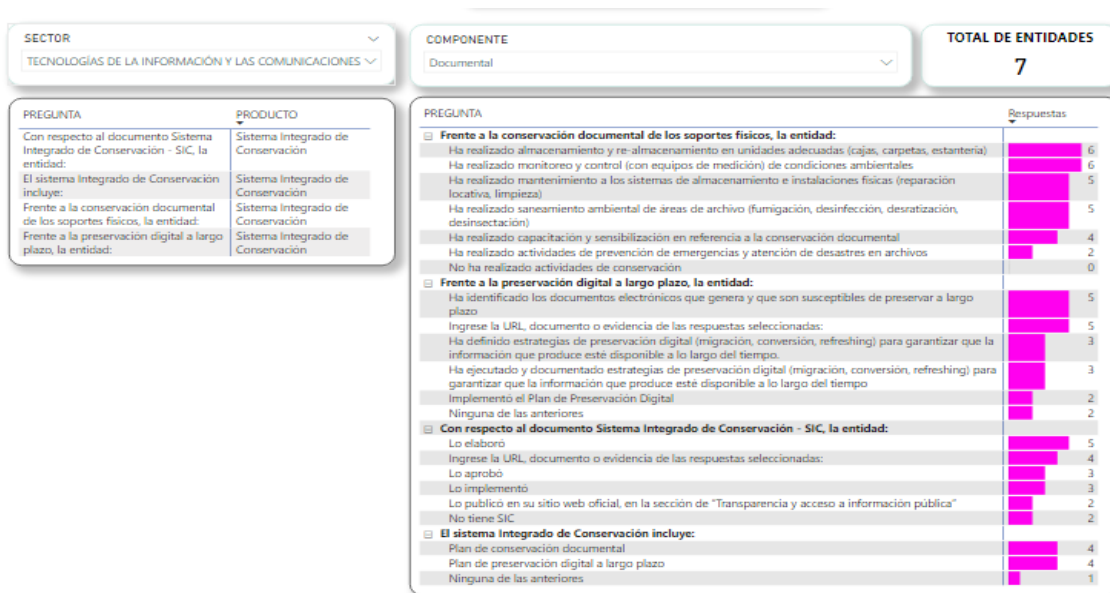 SECTOR
TECNOLOGÍAS DE LA INFORMACIÓN Y LAS COMUNICACIONES
COMPONENTE
Documental
TOTAL DE ENTIDADES
7
PREGUNTA PRODUCTO
Con respecto al documento Sistema Integrado de Conservación - SIC, la entidad: Sistema Integrado de Conservación
El sistema Integrado de Conservación incluye: Sistema Integrado de Conservación
Frente a la conservación documental de los soportes físicos, la entidad: Sistema Integrado de Conservación
Frente a la preservación digital a largo plazo, la entidad: Sistema Integrado de Conservación
PREGUNTA Respuestas
Frente a la conservación documental de los soportes físicos, la entidad:
Ha realizado almacenamiento y re-almacenamiento en unidades adecuadas (cajas, carpetas, estantería) 6
Ha realizado monitoreo y control (con equipos de medición) de condiciones ambientales 6
Ha realizado mantenimiento a los sistemas de almacenamiento e instalaciones físicas (reparación 5
locativa, limpieza)
Ha realizado saneamiento ambiental de áreas de archivo (fumigación, desinfección, desratización, 5
desinsectación)
Ha realizado capacitación y sensibilización en referencia a la conservación documental 4
Ha realizado actividades de prevención de emergencias y atención de desastres en archivos 2
No ha realizado actividades de conservación 0
Frente a la preservación digital a largo plazo, la entidad:
Ha identificado los documentos electrónicos que genera y que son susceptibles de preservar a largo 5
plazo
Ingrese la URL, documento o evidencia de las respuestas seleccionadas: 5
Ha definido estrategias de preservación digital (migración, conversión, refreshing) para garantizar que la 3
información que produce esté disponible a lo largo del tiempo.
Ha ejecutado y documentado estrategias de preservación digital (migración, conversión, refreshing) para 3
garantizar que la información que produce esté disponible a lo largo del tiempo
Implementó el Plan de Preservación Digital 2
Ninguna de las anteriores 2
Con respecto al documento Sistema Integrado de Conservación - SIC, la entidad:
Lo elaboró 5
Ingrese la URL, documento o evidencia de las respuestas seleccionadas: 4
Lo aprobó 3
Lo implementó 3
Lo publicó en su sitio web oficial, en la sección de “Transparencia y acceso a información pública” 2
No tiene SIC 2
El sistema Integrado de Conservación incluye:
Plan de conservación documental 4
Plan de preservación digital a largo plazo 4
Ninguna de las anteriores 1